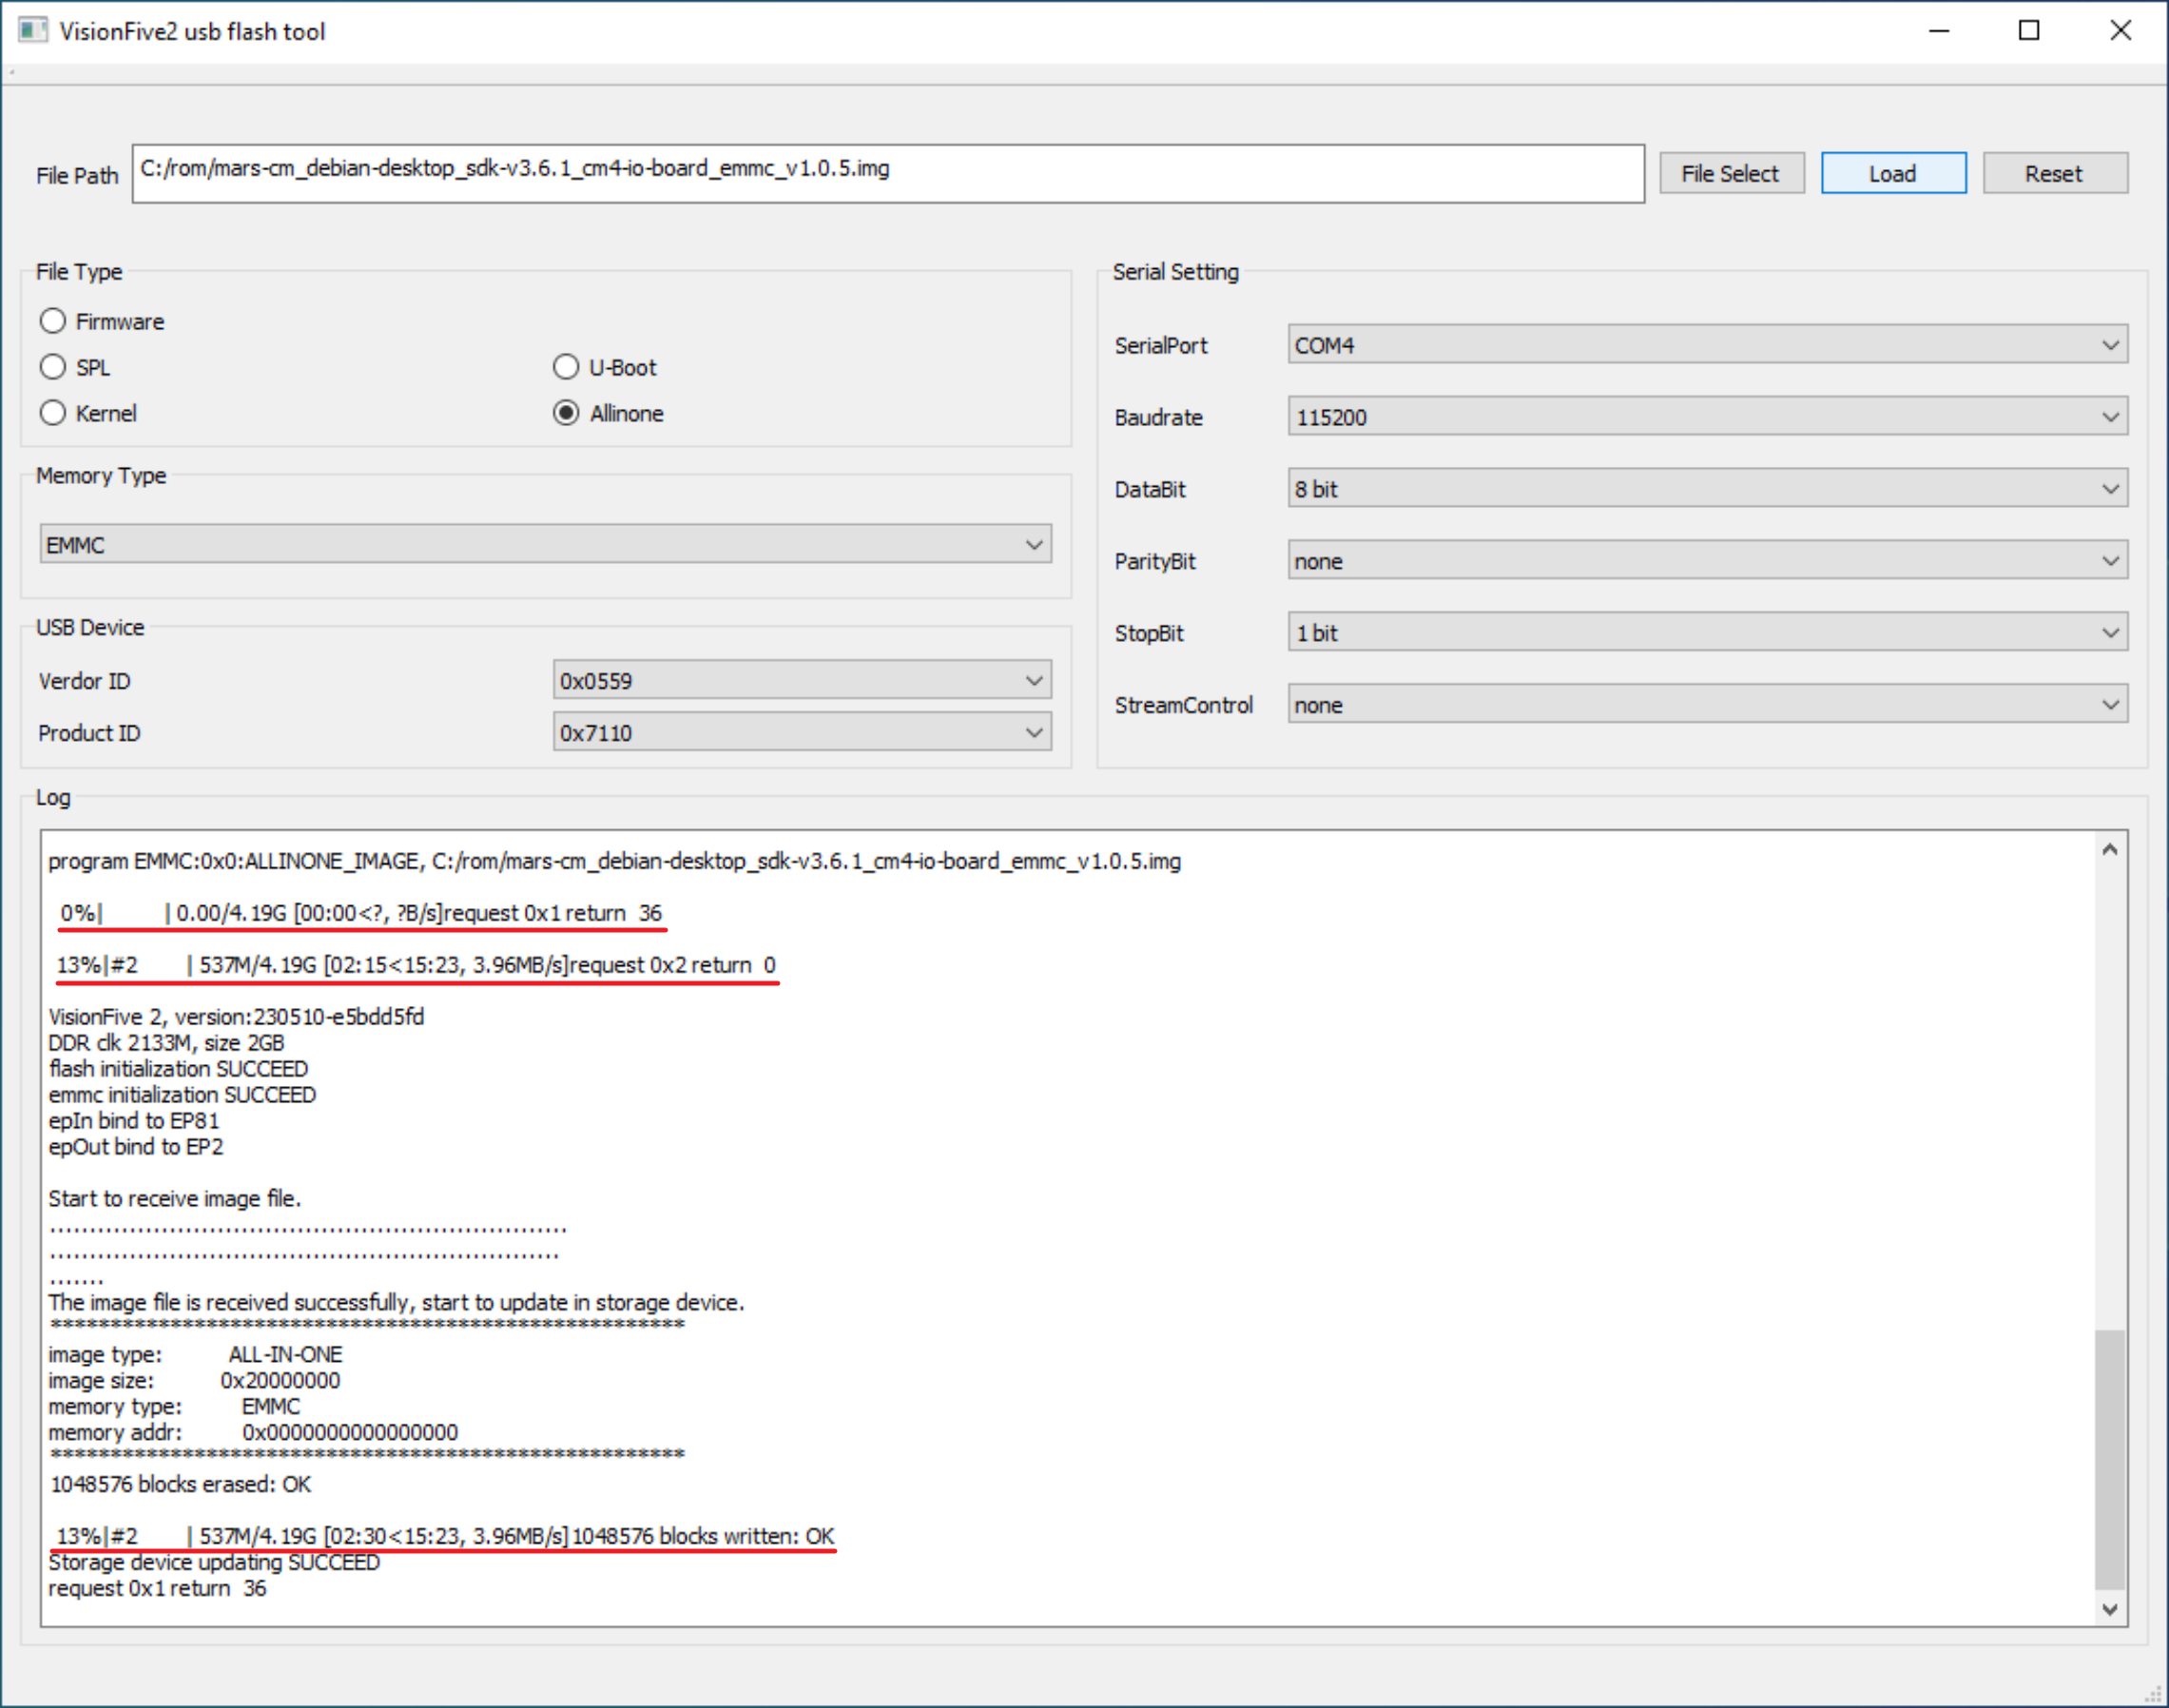 VisionFive2 usb flash tool
File Path C:/rom/mars-cm_debian-desktop_sdk-v3.6.1_cm4-io-board_emmc_v1.0.5.img File Select Load Reset
File Type
Firmware
SPL U-Boot
Kernel Allinone
Memory Type
EMMC
USB Device
Verdor ID 0x0559
Product ID 0x7110
Serial Setting
SerialPort COM4
Baudrate 115200
DataBit 8 bit
ParityBit none
StopBit 1 bit
StreamControl none
Log
program EMMC:0x0:ALLINONE_IMAGE, C:/rom/mars-cm_debian-desktop_sdk-v3.6.1_cm4-io-board_emmc_v1.0.5.img
0%| | 0.00/4.19G [00:00<?, ?B/s]request 0x1 return 36
13%|#2 | 537M/4.19G [02:15<15:23, 3.96MB/s]request 0x2 return 0
VisionFive 2, version:230510-e5bdd5fd
DDR clk 2133M, size 2GB
flash initialization SUCCEED
emmc initialization SUCCEED
epIn bind to EP81
epOut bind to EP2
Start to receive image file.
.................................................................
................................................................
.......
The image file is received successfully, start to update in storage device.
*****************************************************
image type: ALL-IN-ONE
image size: 0x20000000
memory type: EMMC
memory addr: 0x0000000000000000
*****************************************************
1048576 blocks erased: OK
13%|#2 | 537M/4.19G [02:30<15:23, 3.96MB/s]1048576 blocks written: OK
Storage device updating SUCCEED
request 0x1 return 36